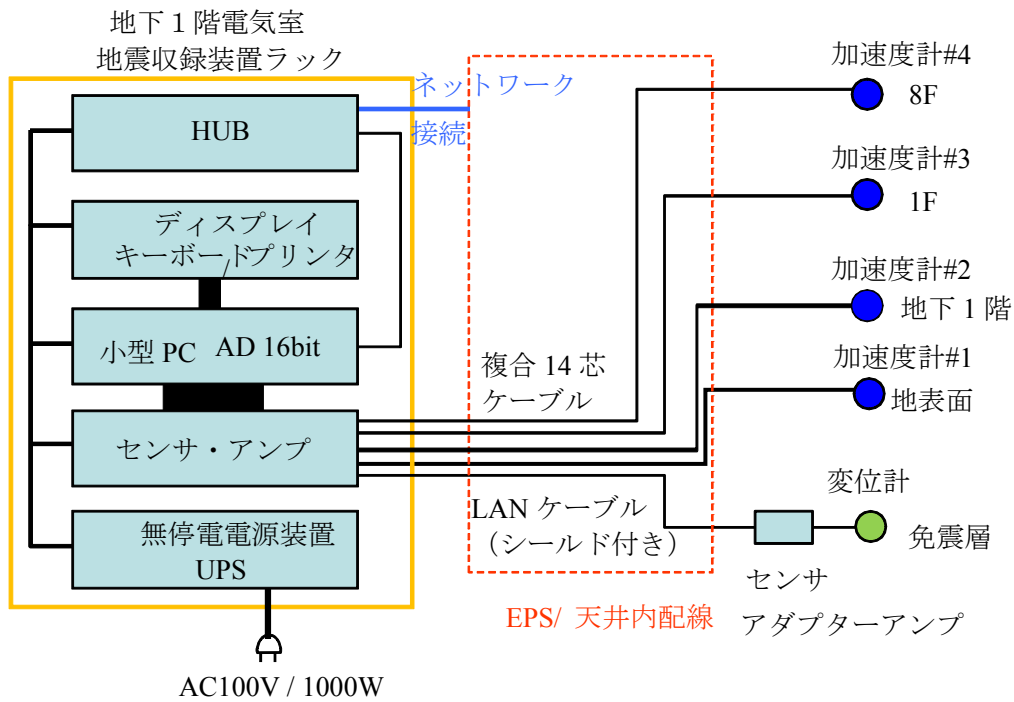 地下１階電気室
地震収録装置ラック
ネットワーク
接続
HUB
ディスプレイ
キーボード/プリンタ
小型 PC AD 16bit
センサ・アンプ
無停電電源装置
UPS
AC100V / 1000W
複合 14 芯
ケーブル
LAN ケーブル
（シールド付き）
EPS/ 天井内配線
加速度計#4
8F
加速度計#3
1F
加速度計#2
地下 1 階
加速度計#1
地表面
変位計
免震層
センサ
アダプターアンプ